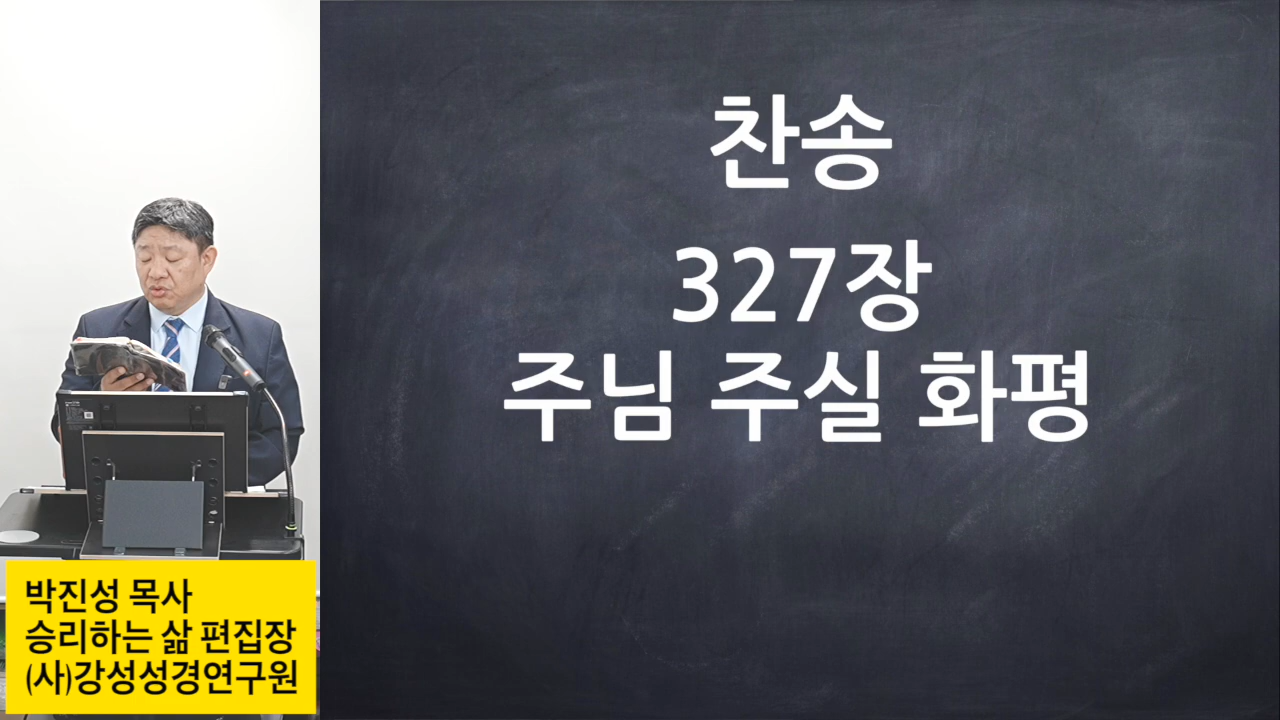 찬송
327장
주님 주실 화평
박진성 목사
승리하는 삶 편집장
(사)강성성경연구원